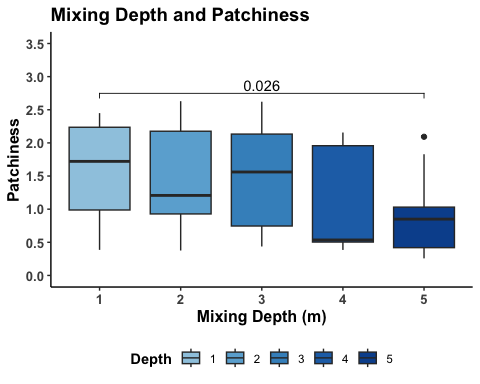 Mixing Depth and Patchiness
3.5
3.0
2.5
2.0
1.5
1.0
0.5
0.0
Patchiness
0.026
1 2 3 4 5
Mixing Depth (m)
Depth 1 2 3 4 5